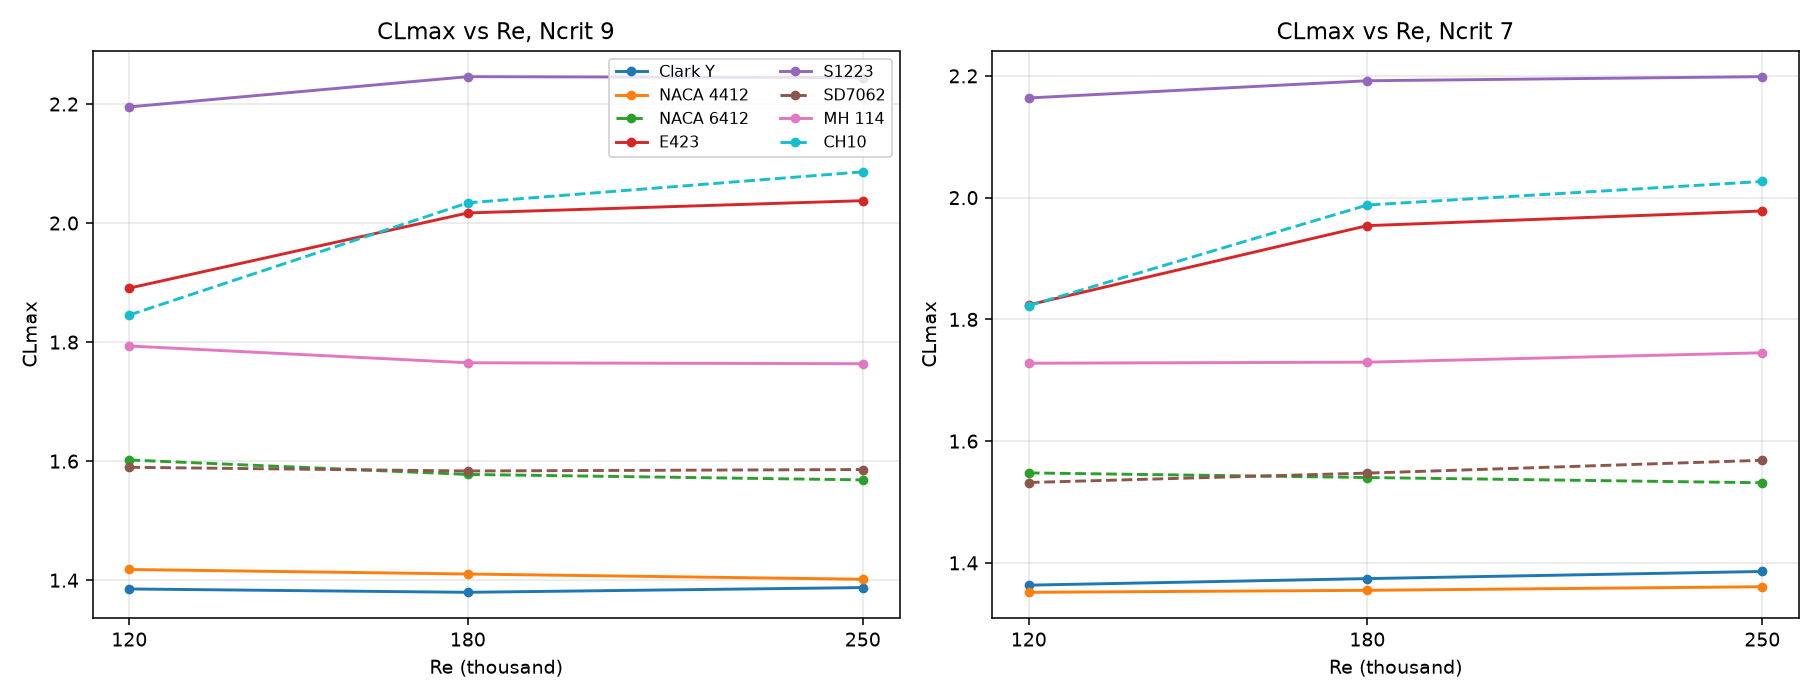 CLmax vs Re, Ncrit 9
CLmax
2.2
2.0
1.8
1.6
1.4
120
180
250
Re (thousand)
Clark Y
NACA 4412
NACA 6412
E423
S1223
SD7062
MH 114
CH10
CLmax vs Re, Ncrit 7
CLmax
2.2
2.0
1.8
1.6
1.4
120
180
250
Re (thousand)